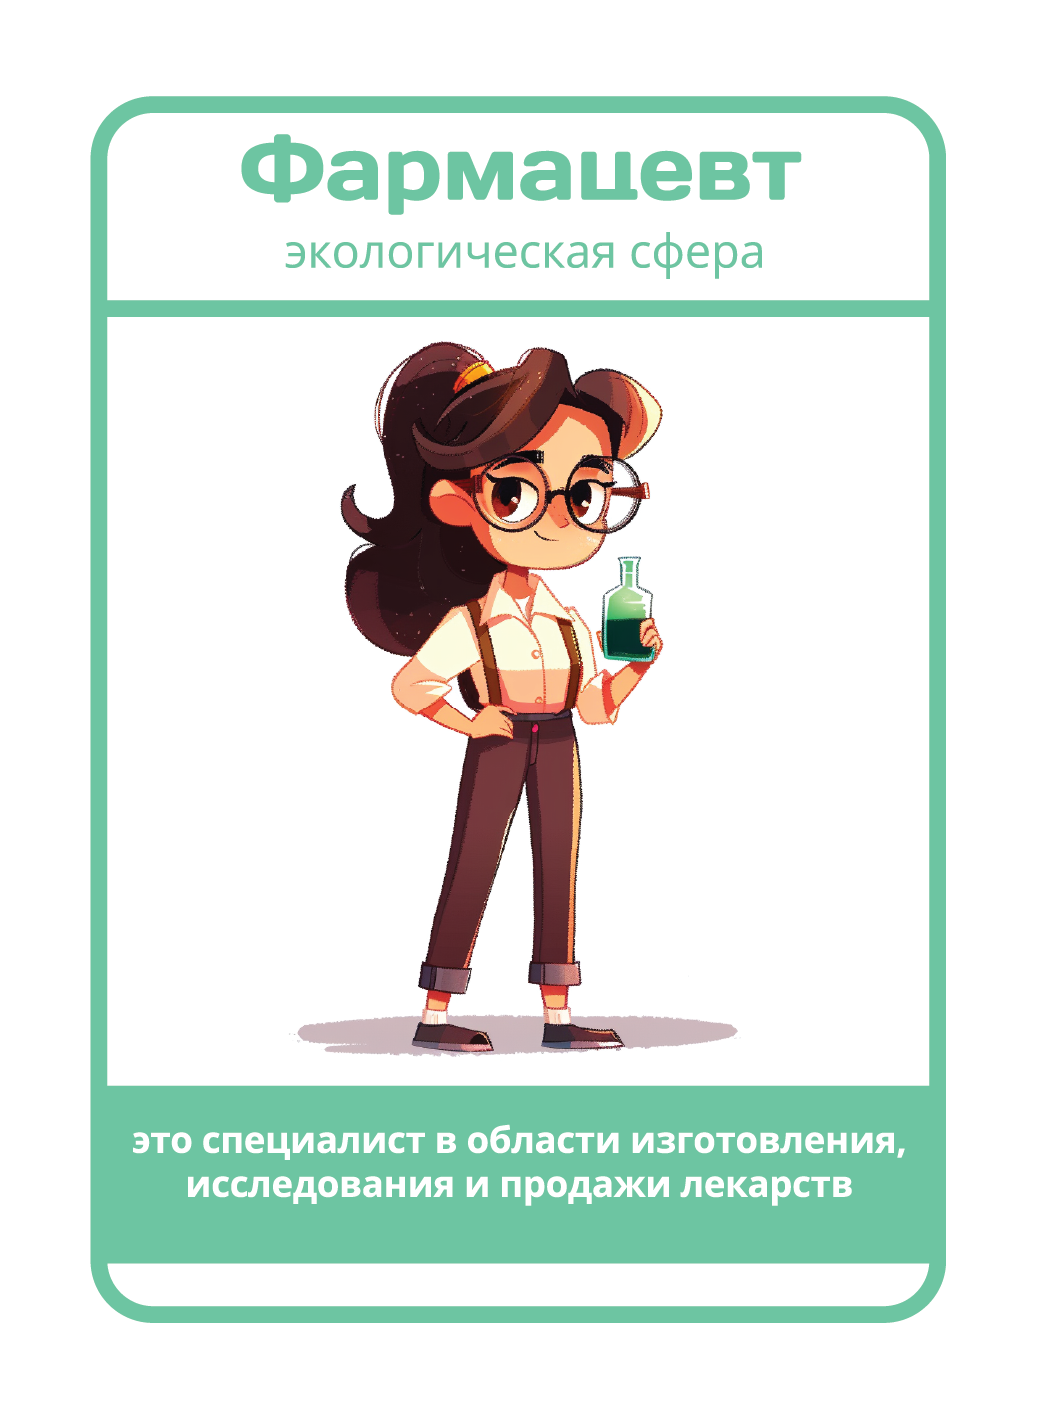 Фармацевт
экологическая сфера
это специалист в области изготовления,
исследования и продажи лекарств